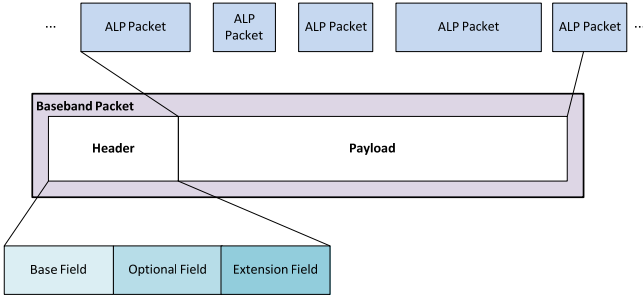 ... ALP Packet ALP Packet ALP Packet ALP Packet ALP Packet ...
Baseband Packet
Header Payload
Base Field Optional Field Extension Field